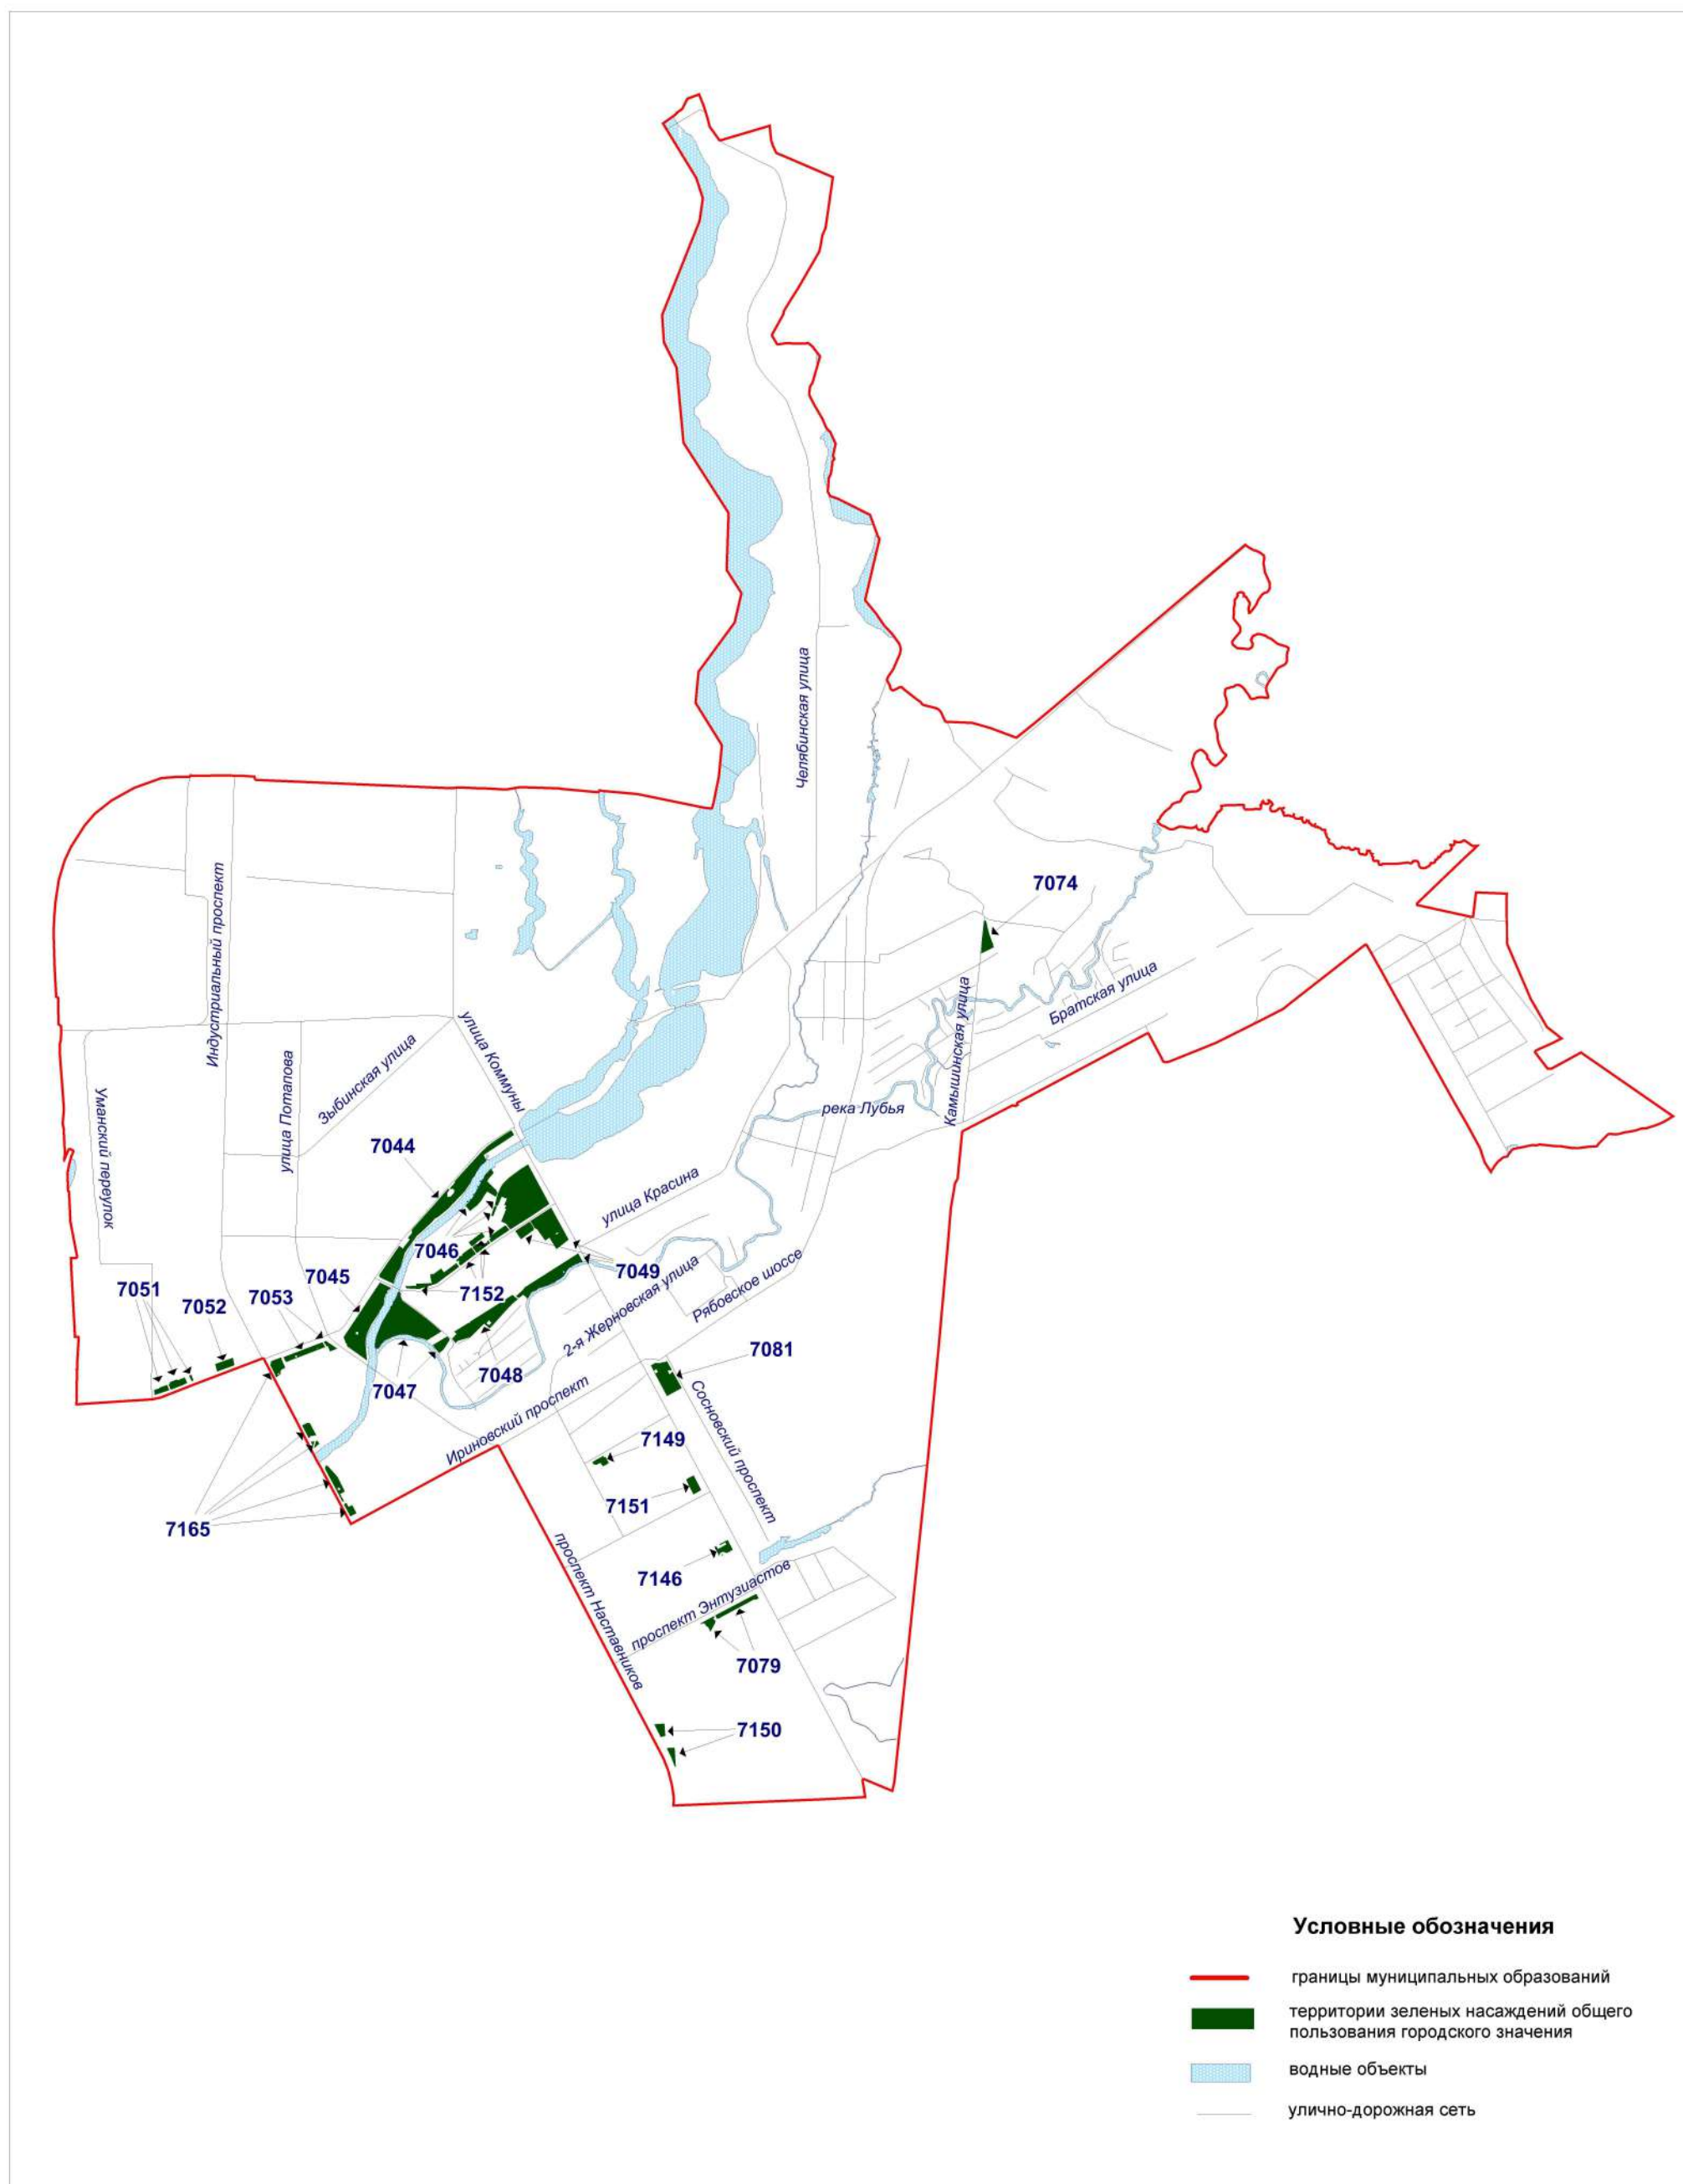 Челябинская улица
7074
Индустриальный проспект
Братская улица
Камышинская улица
улица Коммуны
Зыбинская улица
улица Потапова
Уманский переулок
река Лубья
7044
улица Красина
7046
7049
7045
7051
7052
7053
7152
2-я Жерновская улица
Рябовское шоссе
7081
7048
7047
Ириновский проспект
Сосновский проспект
7149
7151
7165
7146
проспект Наставников
проспект Энтузиастов
7079
7150
Условные обозначения
границы муниципальных образований
территории зеленых насаждений общего
пользования городского значения
водные объекты
улично-дорожная сеть